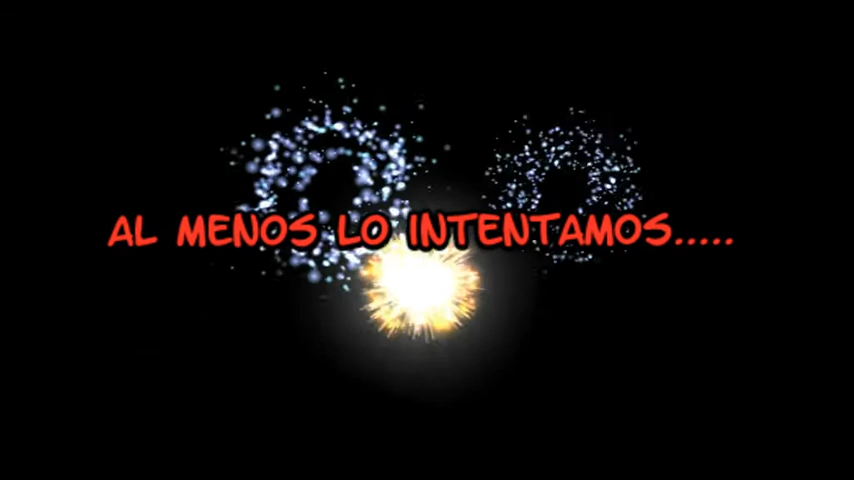 AL MENOS LO INTENTAMOS.....